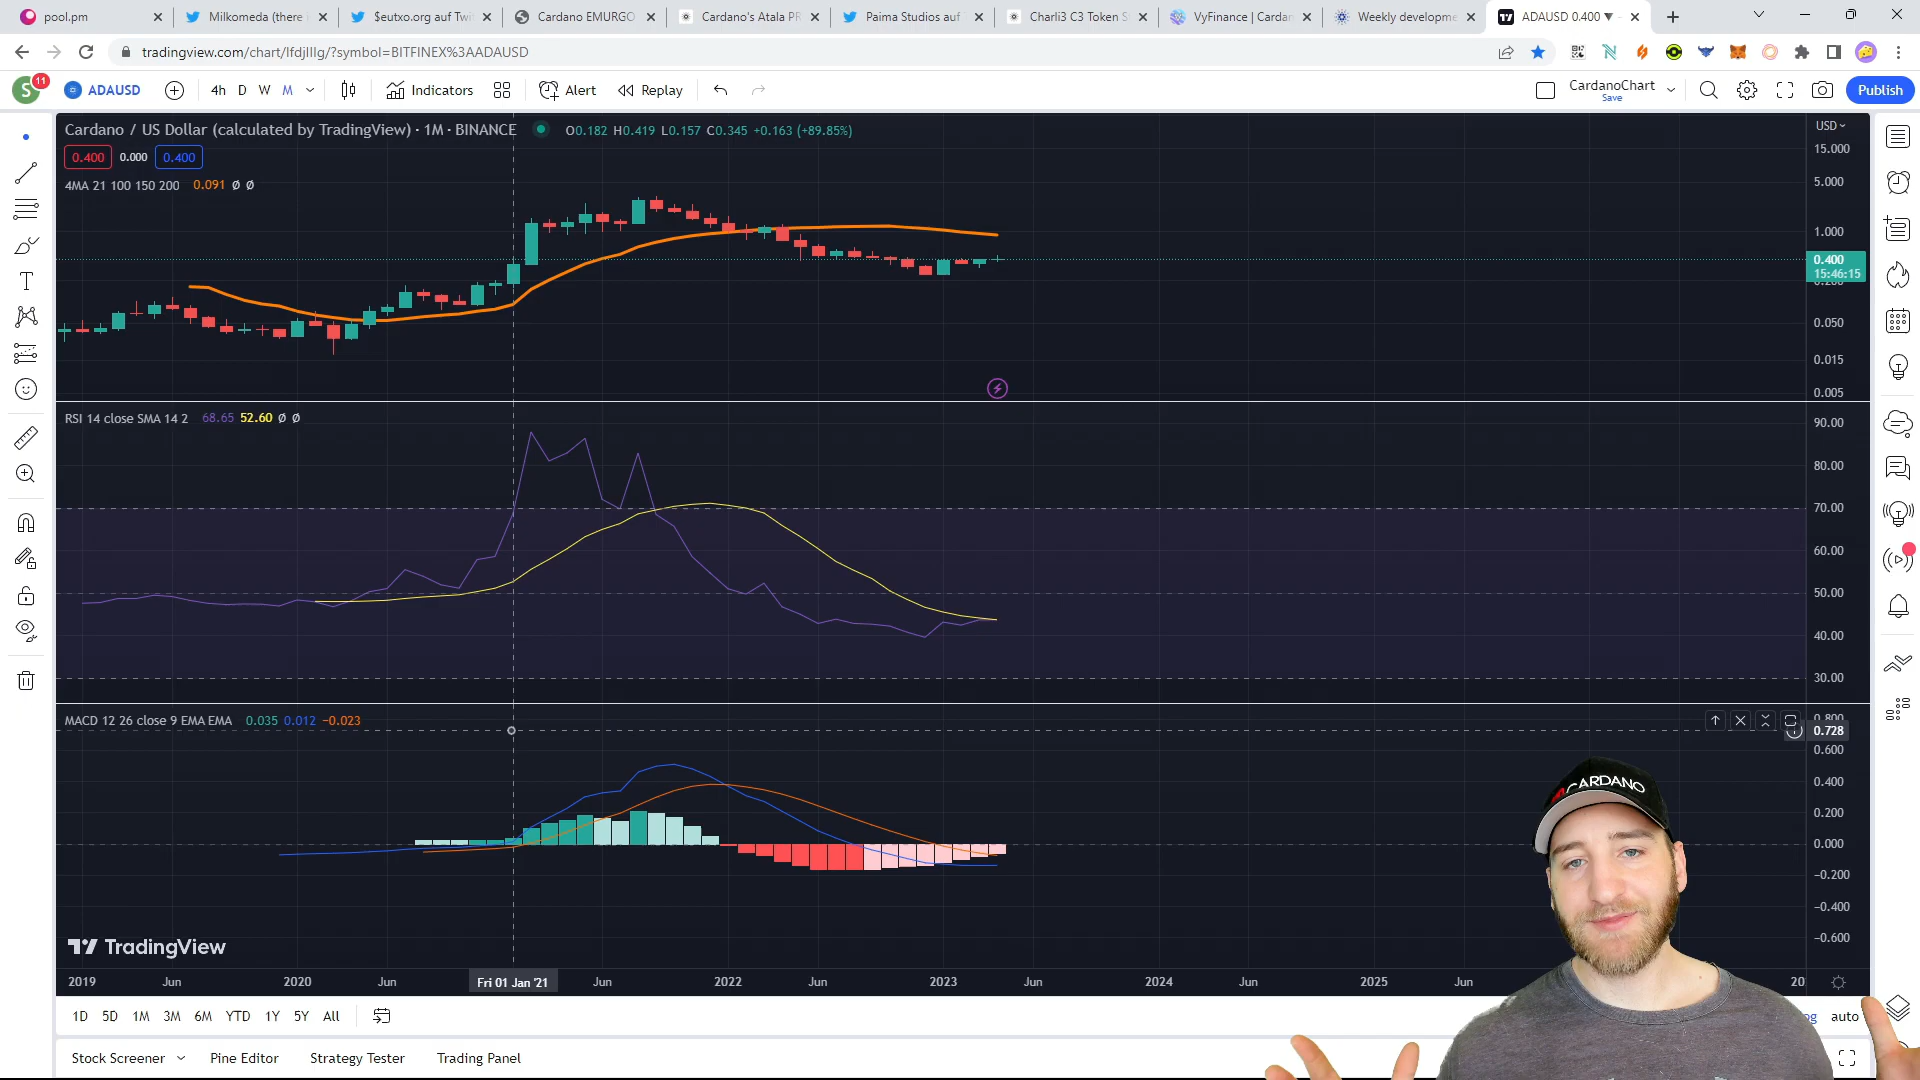 pool.pm
Milkomeda (there
$eutxo.org auf Twi
Cardano EMURGO
Cardano's Atala PR
Paima Studios auf
Charli3 C3 Token S
VyFinance | Cardan
Weekly developme
ADAUSD 0.400 ▼
tradingview.com/chart/lfdjlllg/?symbol=BITFINEX%3AADAUSD
S 11
ADAUSD 4h D W M Indicators Alert Replay
CardanoChart
Save
Publish
Cardano / US Dollar (calculated by TradingView) · 1M · BINANCE O0.182 H0.419 L0.157 C0.345 +0.163 (+89.85%)
USD
0.400 0.000 0.400
15.000
4MA 21 100 150 200 0.091 ø ø
5.000
1.000
0.400
15:46:15
0.050
0.015
0.005
RSI 14 close SMA 14 2 68.65 52.60 ø ø
90.00
80.00
70.00
60.00
50.00
40.00
30.00
MACD 12 26 close 9 EMA EMA 0.035 0.012 −0.023
0.800
0.728
0.600
0.400
0.200
0.000
−0.200
−0.400
−0.600
CARDANO
TradingView
2019 Jun 2020 Jun Fri 01 Jan '21 Jun 2022 Jun 2023 Jun 2024 Jun 2025 Jun 20
1D 5D 1M 3M 6M YTD 1Y 5Y All
auto
Stock Screener Pine Editor Strategy Tester Trading Panel